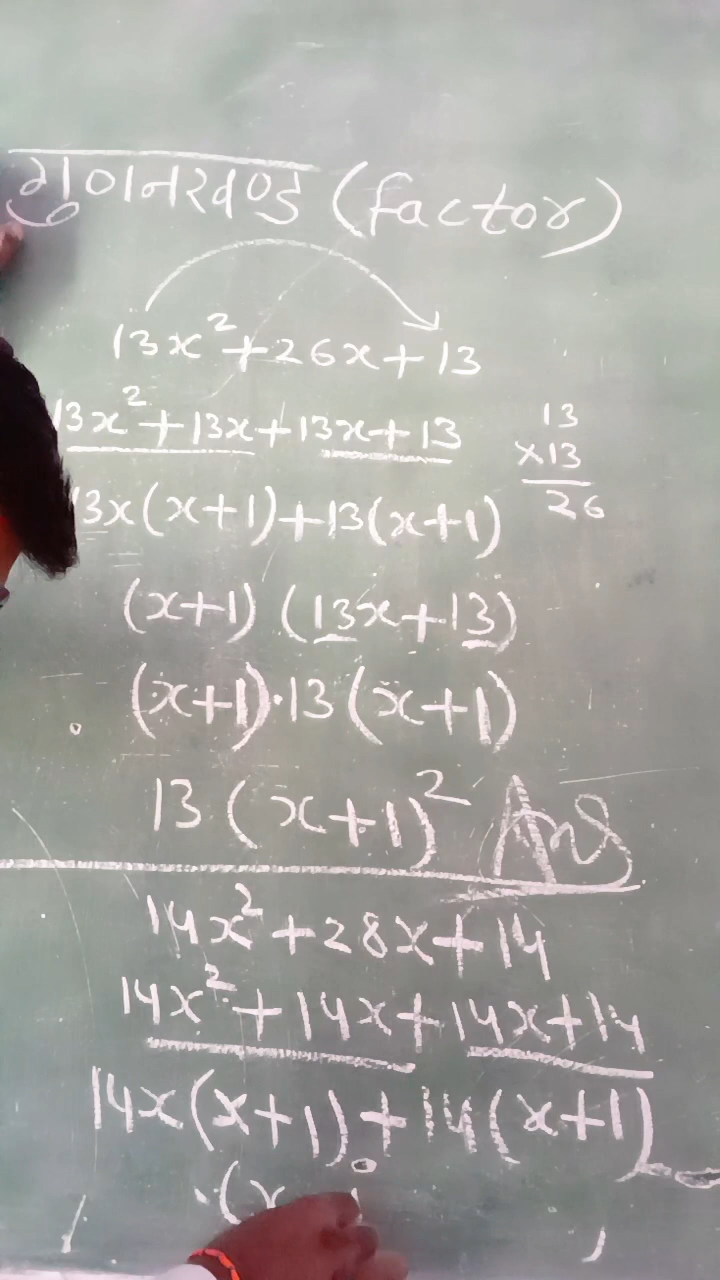 गुणनखण्ड (factor)
13x² + 26x + 13
13x² + 13x + 13x + 13
13
×13
26
13x(x+1)+13(x+1)
(x+1) (13x+13)
(x+1)·13(x+1)
13(x+1)² Ans
14x² + 28x + 14
14x² + 14x + 14x + 14
14x(x+1)+14(x+1)
(x